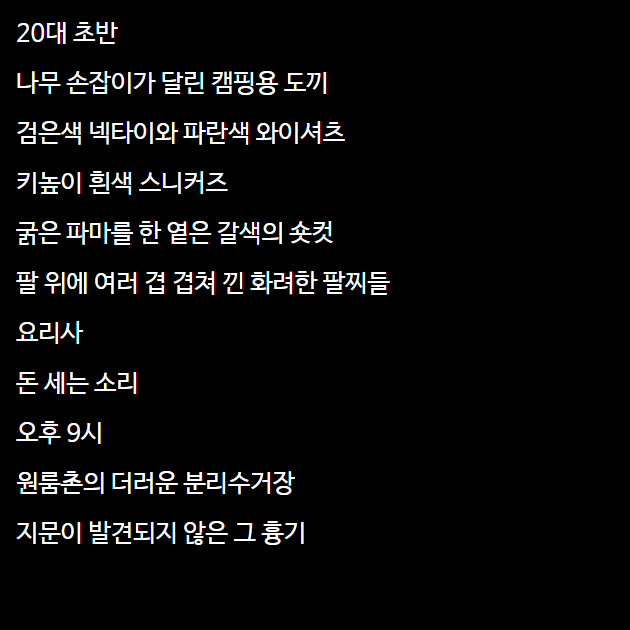 20대 초반
나무 손잡이가 달린 캠핑용 도끼
검은색 넥타이와 파란색 와이셔츠
키높이 흰색 스니커즈
굵은 파마를 한 옅은 갈색의 숏컷
팔 위에 여러 겹 겹쳐 낀 화려한 팔찌들
요리사
돈 세는 소리
오후 9시
원룸촌의 더러운 분리수거장
지문이 발견되지 않은 그 흉기